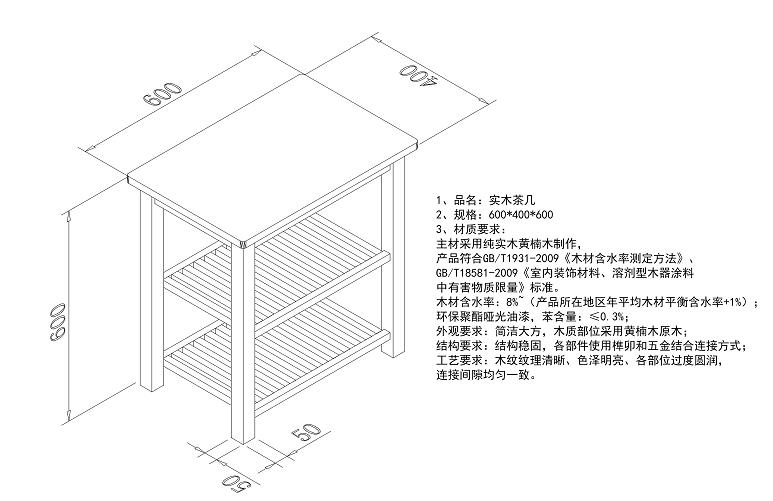 600
400
600
50
50
1、品名：实木茶几
2、规格：600*400*600
3、材质要求：
主材采用纯实木黄楠木制作，
产品符合GB/T1931-2009《木材含水率测定方法》、
GB/T18581-2009《室内装饰材料、溶剂型木器涂料
中有害物质限量》标准。
木材含水率：8%~（产品所在地区年平均木材平衡含水率+1%）；
环保聚酯哑光油漆，苯含量：≤0.3%；
外观要求：简洁大方，木质部位采用黄楠木原木；
结构要求：结构稳固，各部件使用榫卯和五金结合连接方式；
工艺要求：木纹纹理清晰、色泽明亮、各部位过度圆润，
连接间隙均匀一致。